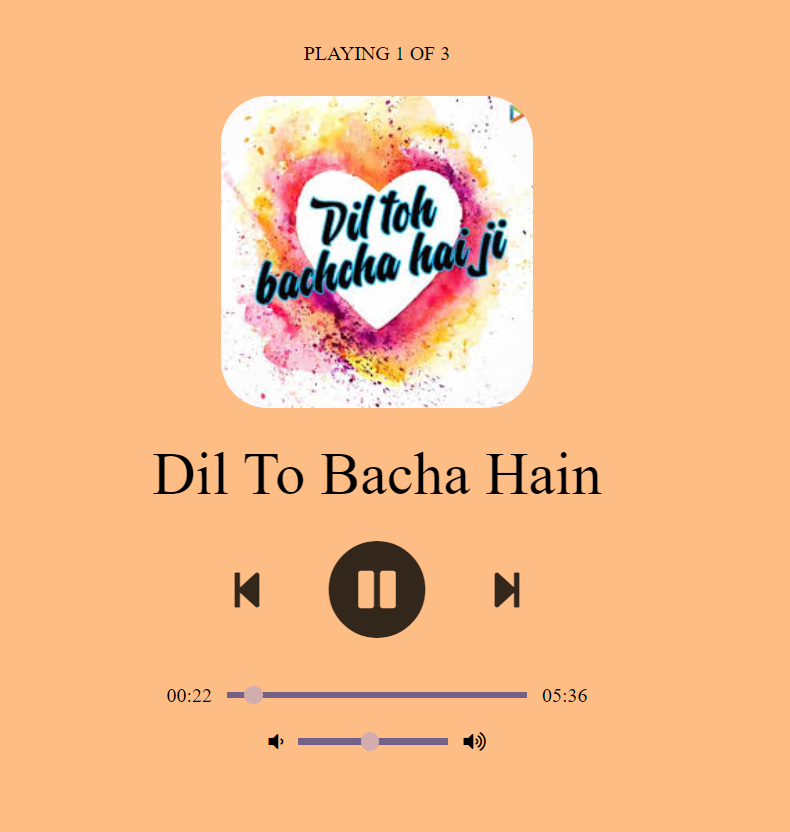 PLAYING 1 OF 3
Dil toh
bachcha hai ji
Dil To Bacha Hain
00:22
05:36